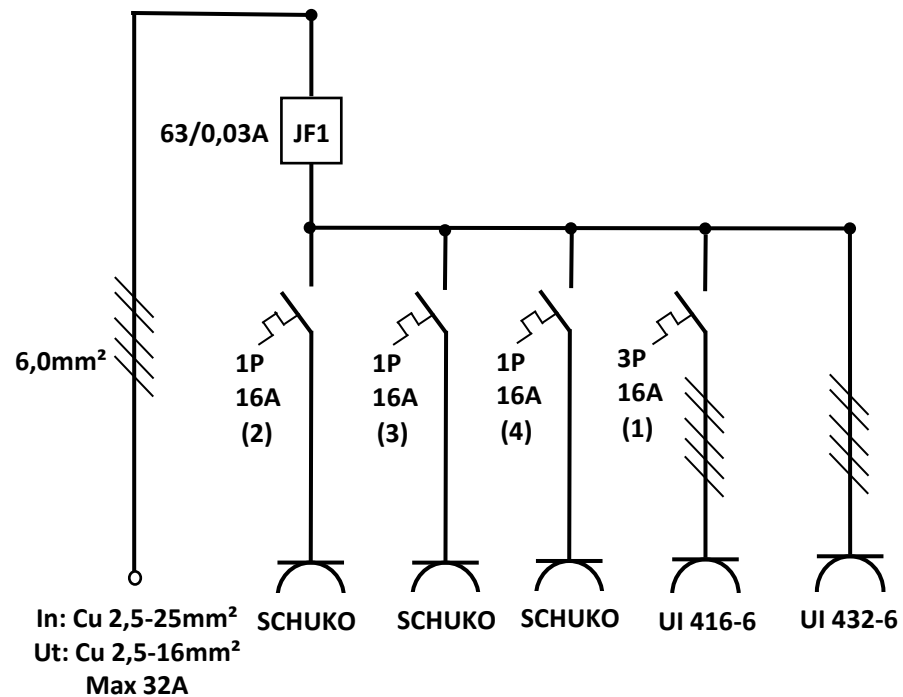 63/0,03A
JF1
6,0mm²
1P
16A
(2)
1P
16A
(3)
1P
16A
(4)
3P
16A
(1)
In: Cu 2,5-25mm²
Ut: Cu 2,5-16mm²
Max 32A
SCHUKO
SCHUKO
SCHUKO
UI 416-6
UI 432-6